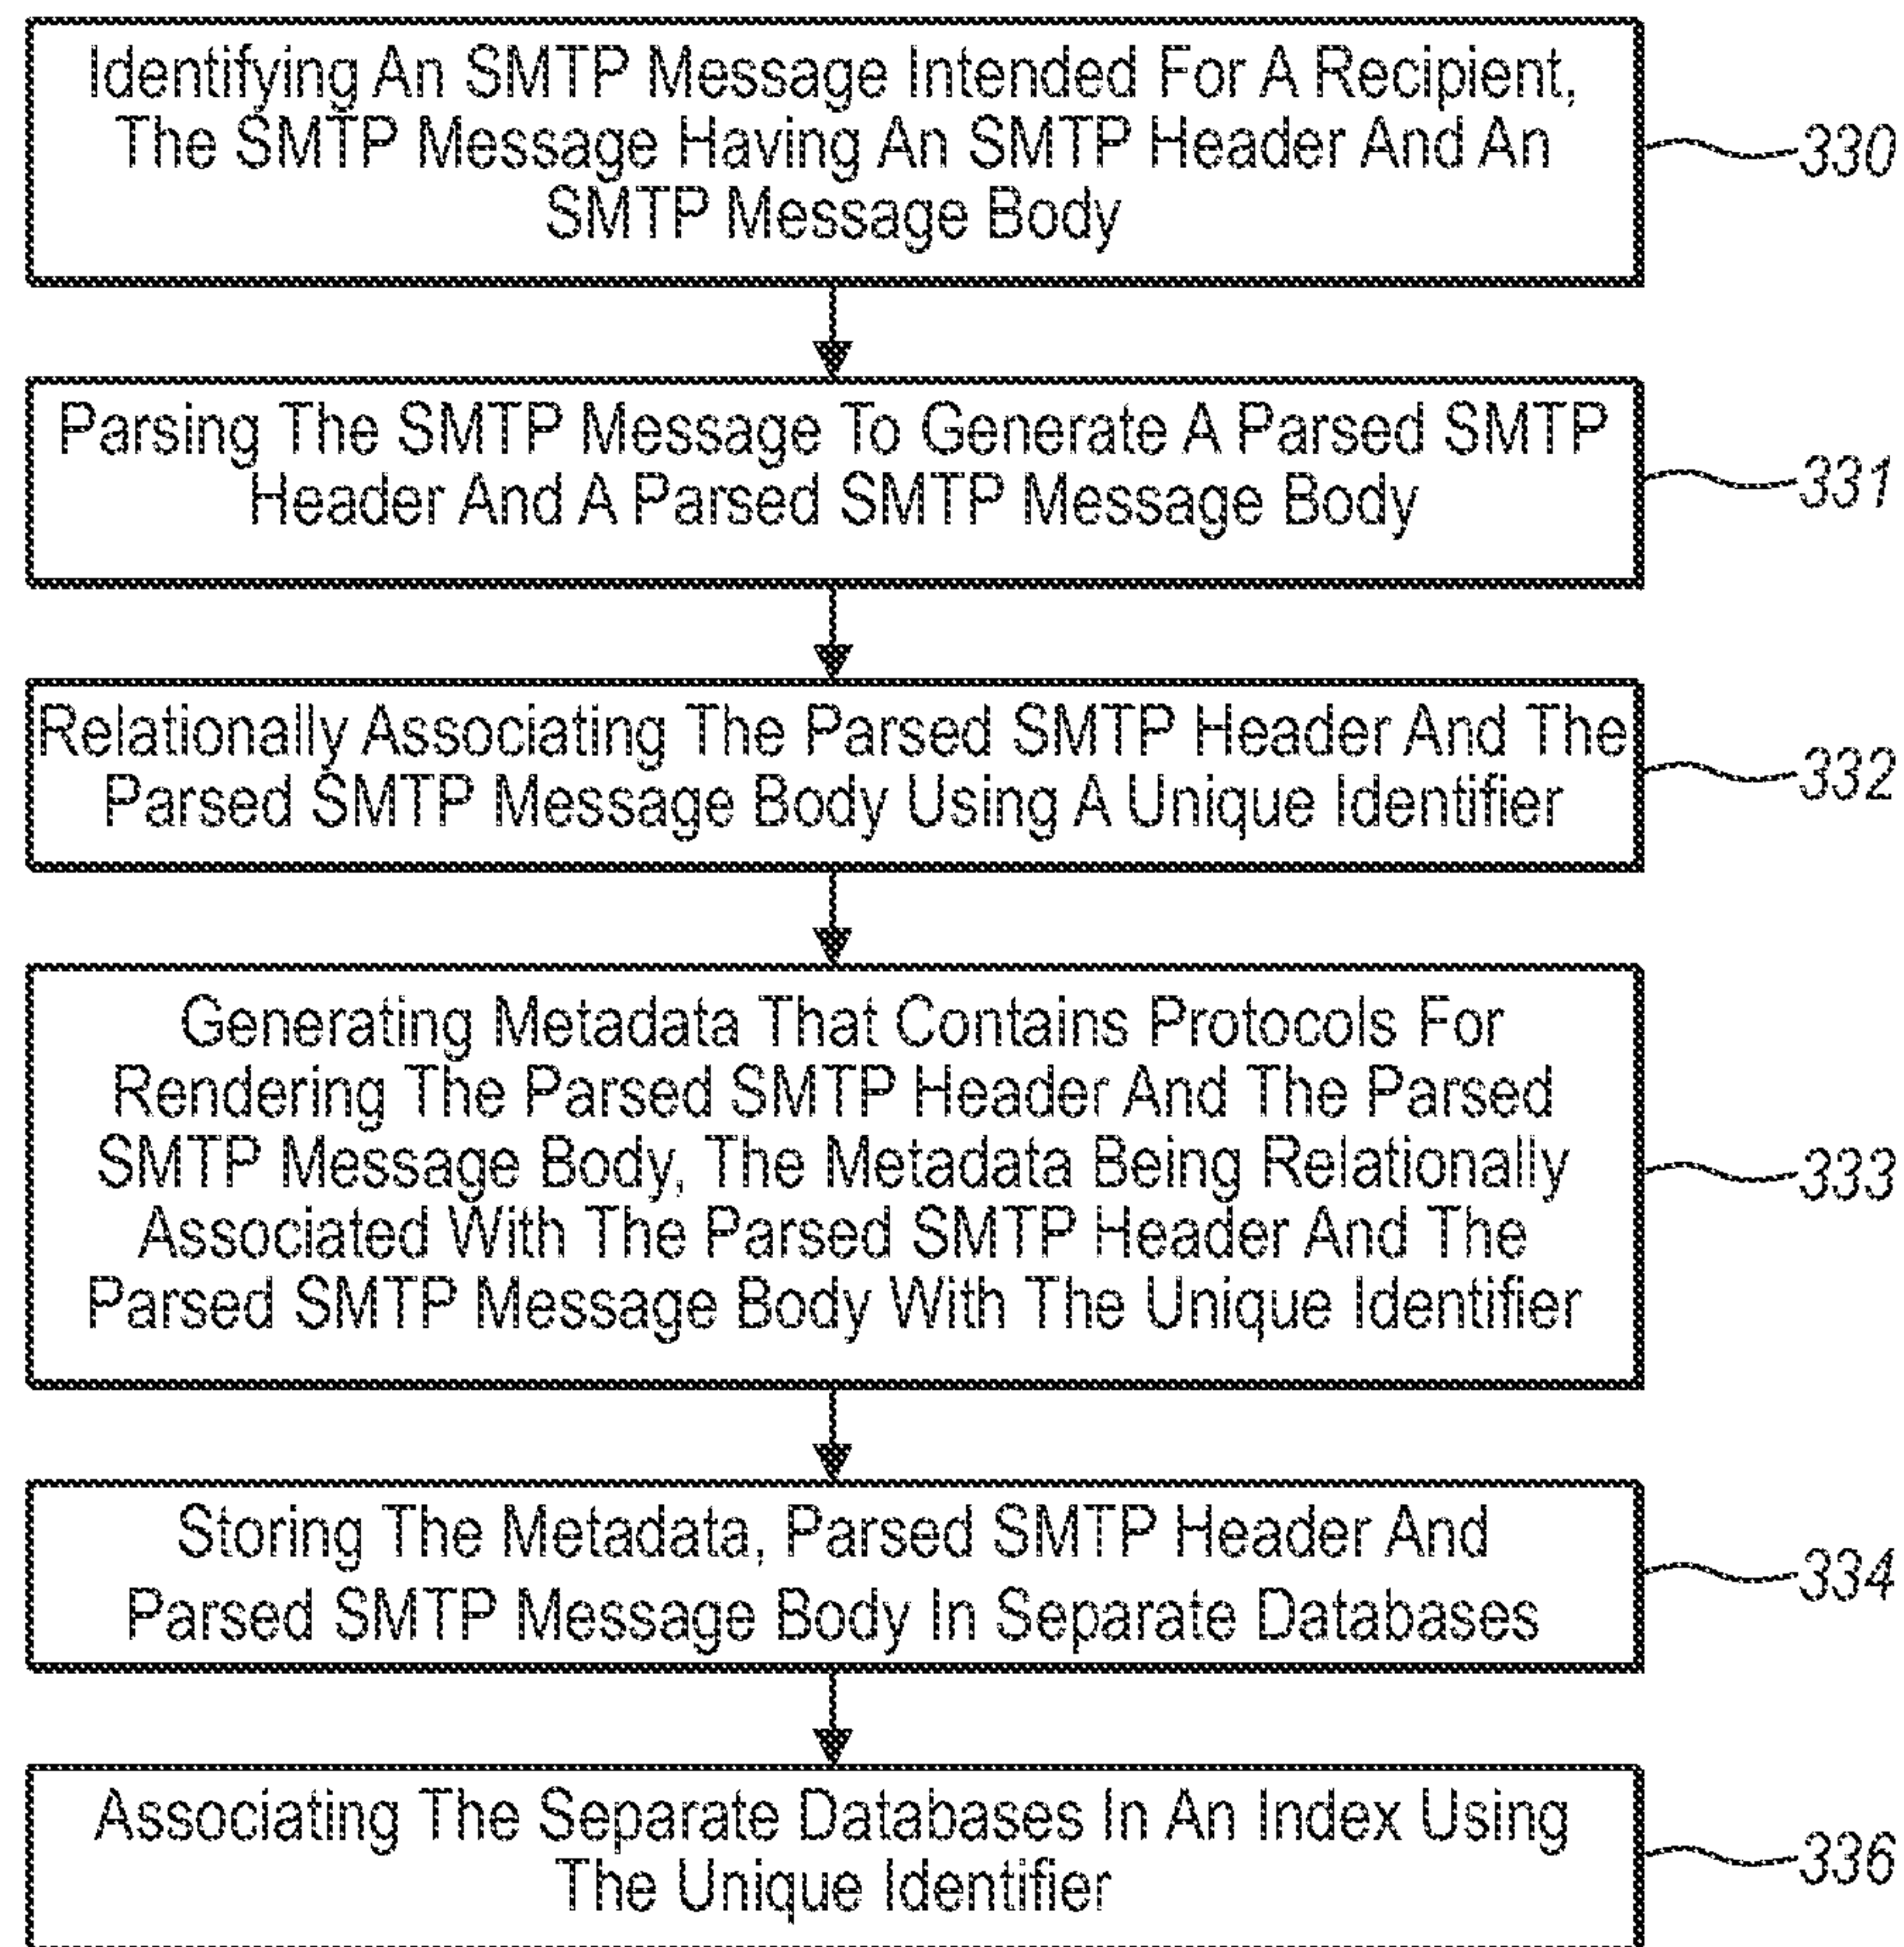 Identifying An SMTP Message Intended For A Recipient,
The SMTP Message Having An SMTP Header And An
SMTP Message Body
330
Parsing The SMTP Message To Generate A Parsed SMTP
Header And A Parsed SMTP Message Body
331
Relationally Associating The Parsed SMTP Header And The
Parsed SMTP Message Body Using A Unique Identifier
332
Generating Metadata That Contains Protocols For
Rendering The Parsed SMTP Header And The Parsed
SMTP Message Body, The Metadata Being Relationally
Associated With The Parsed SMTP Header And The
Parsed SMTP Message Body With The Unique Identifier
333
Storing The Metadata, Parsed SMTP Header And
Parsed SMTP Message Body In Separate Databases
334
Associating The Separate Databases In An Index Using
The Unique Identifier
336